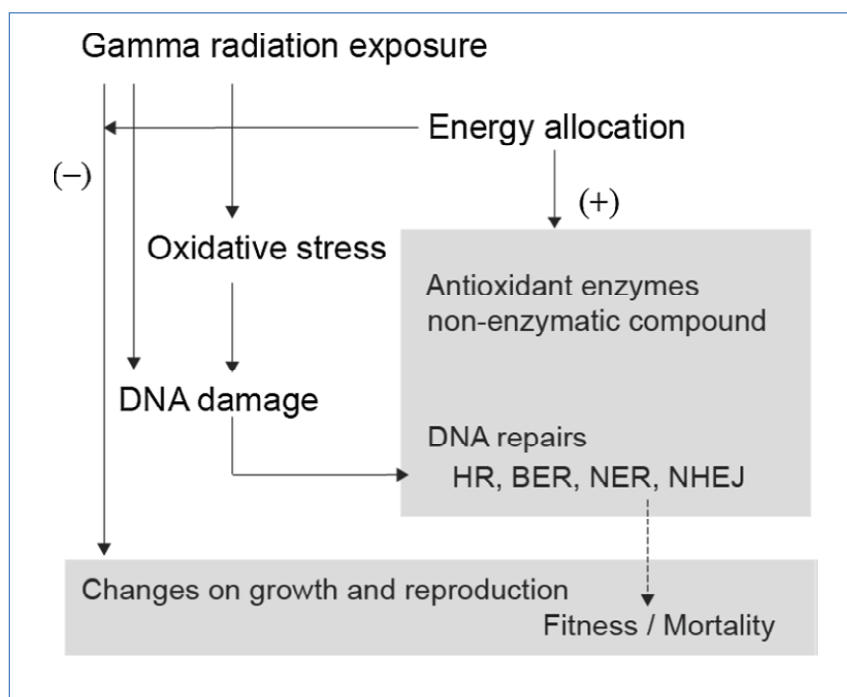 Gamma radiation exposure
Energy allocation
(−)
(+)
Oxidative stress
Antioxidant enzymes
non-enzymatic compound
DNA damage
DNA repairs
HR, BER, NER, NHEJ
Changes on growth and reproduction
Fitness / Mortality